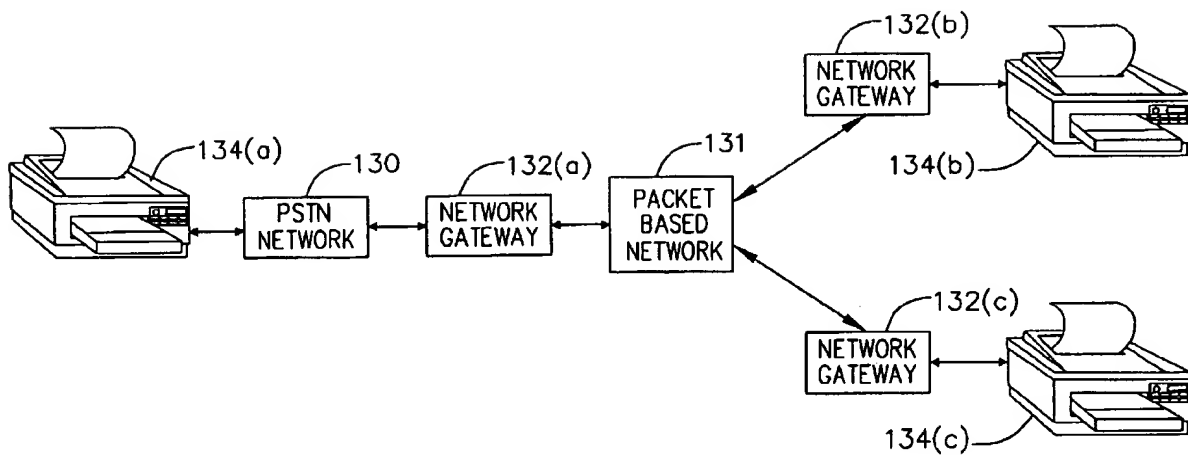 132(b)
NETWORK
GATEWAY
134(b)
134(a)
130
PSTN
NETWORK
132(a)
NETWORK
GATEWAY
131
PACKET
BASED
NETWORK
132(c)
NETWORK
GATEWAY
134(c)